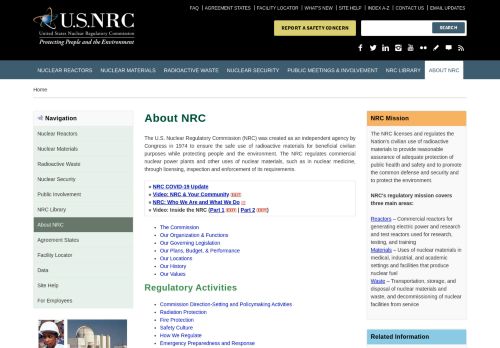 U.S.NRC
United States Nuclear Regulatory Commission
Protecting People and the Environment
FAQ | AGREEMENT STATES | FACILITY LOCATOR | WHAT'S NEW | SITE HELP | INDEX A-Z | CONTACT US | EMAIL UPDATES
REPORT A SAFETY CONCERN
SEARCH
NUCLEAR REACTORS NUCLEAR MATERIALS RADIOACTIVE WASTE NUCLEAR SECURITY PUBLIC MEETINGS & INVOLVEMENT NRC LIBRARY ABOUT NRC
Home
Navigation
Nuclear Reactors
Nuclear Materials
Radioactive Waste
Nuclear Security
Public Involvement
NRC Library
About NRC
Agreement States
Facility Locator
Data
Site Help
For Employees
About NRC
The U.S. Nuclear Regulatory Commission (NRC) was created as an independent agency by
Congress in 1974 to ensure the safe use of radioactive materials for beneficial civilian
purposes while protecting people and the environment. The NRC regulates commercial
nuclear power plants and other uses of nuclear materials, such as in nuclear medicine,
through licensing, inspection and enforcement of its requirements.
» NRC COVID-19 Update
» Video: NRC & Your Community EXIT
» NRC: Who We Are and What We Do
» Video: Inside the NRC (Part 1 EXIT | Part 2 EXIT)
• The Commission
• Our Organization & Functions
• Our Governing Legislation
• Our Plans, Budget, & Performance
• Our Locations
• Our History
• Our Values
Regulatory Activities
• Commission Direction-Setting and Policymaking Activities
• Radiation Protection
• Fire Protection
• Safety Culture
• How We Regulate
• Emergency Preparedness and Response
NRC Mission
The NRC licenses and regulates the
Nation's civilian use of radioactive
materials to provide reasonable
assurance of adequate protection of
public health and safety and to promote
the common defense and security and
to protect the environment.
NRC's regulatory mission covers
three main areas:
Reactors – Commercial reactors for
generating electric power and research
and test reactors used for research,
testing, and training
Materials – Uses of nuclear materials in
medical, industrial, and academic
settings and facilities that produce
nuclear fuel
Waste – Transportation, storage, and
disposal of nuclear materials and
waste, and decommissioning of nuclear
facilities from service
Related Information